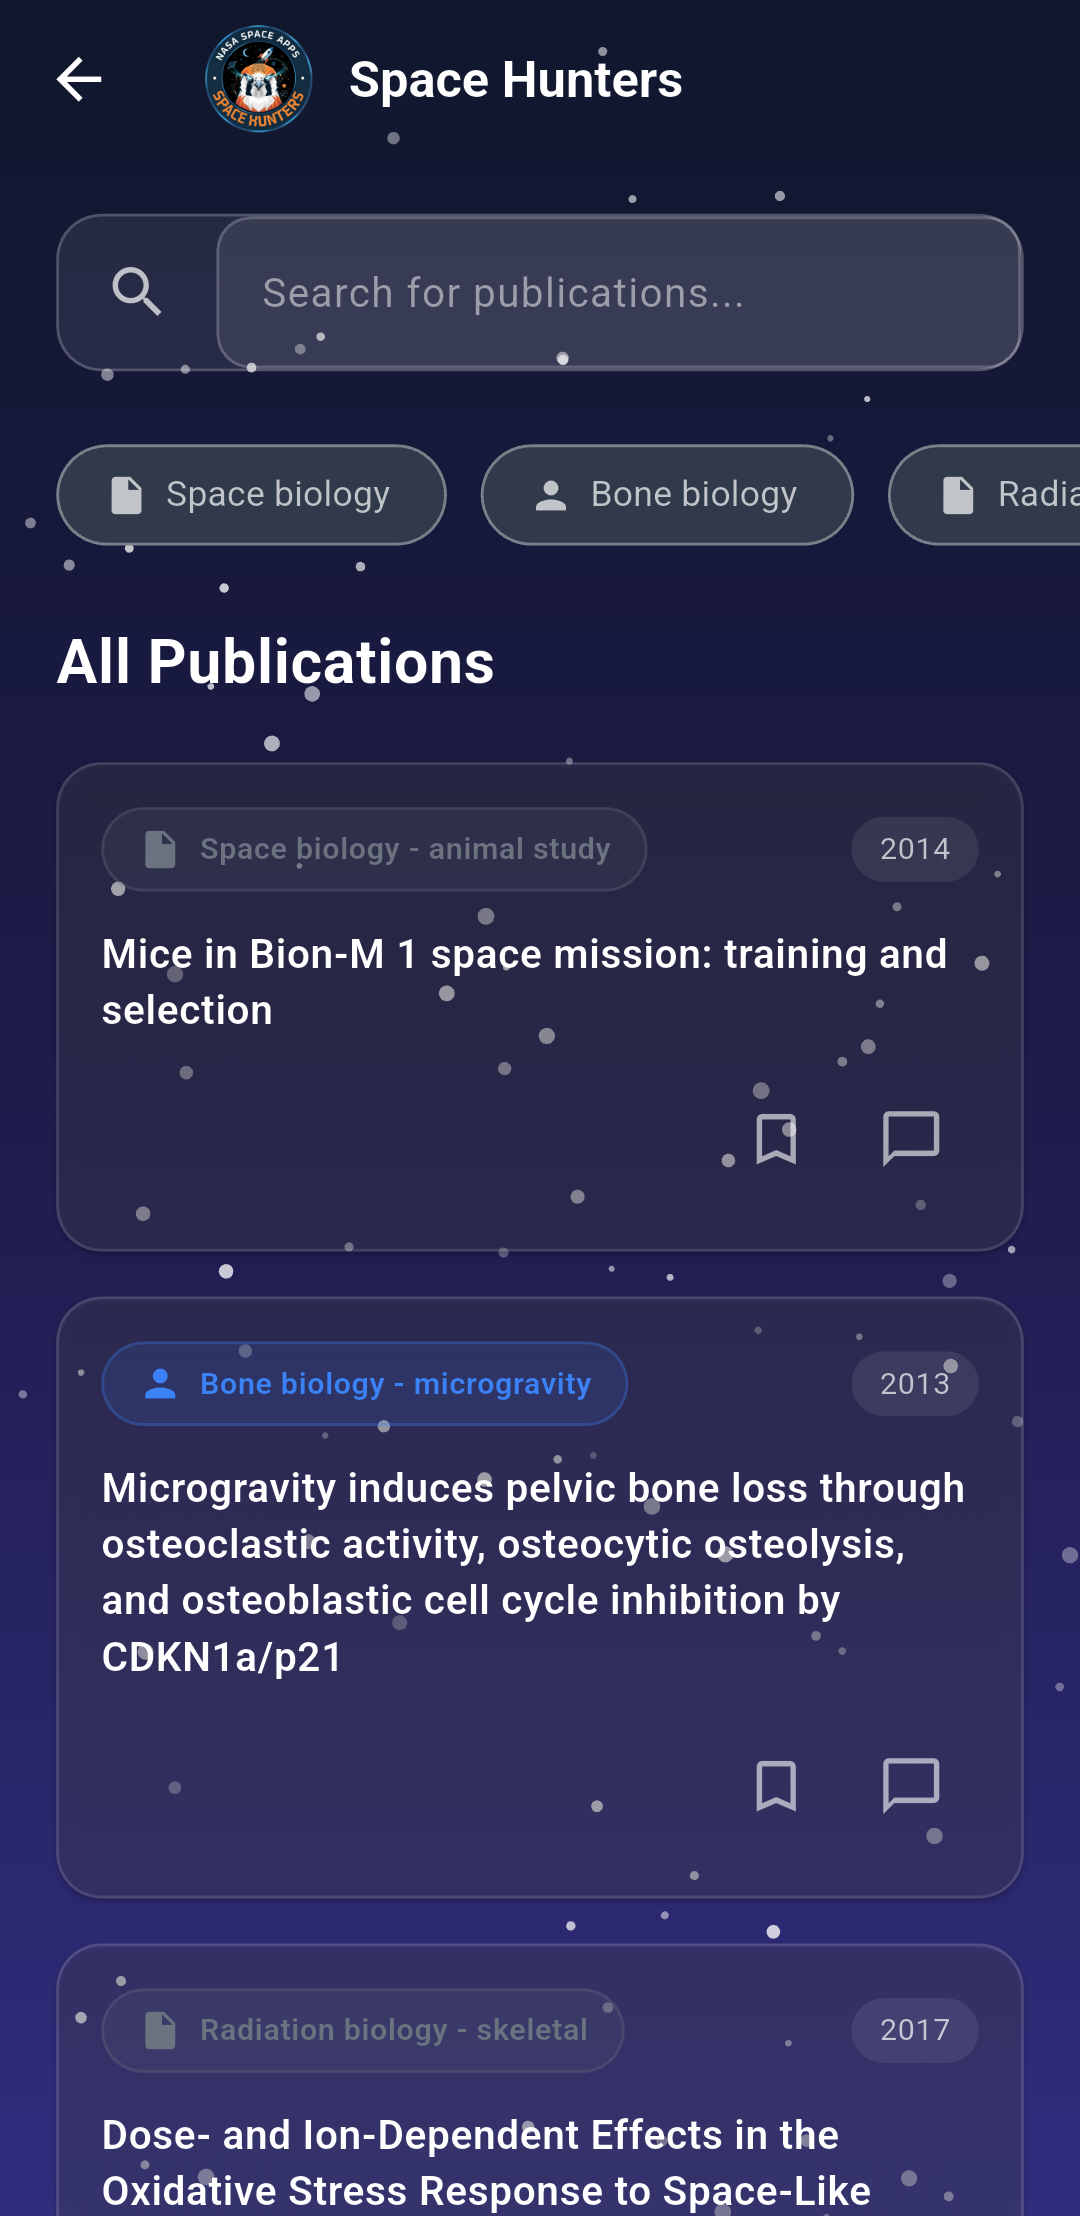 NASA SPACE APPS
SPACE HUNTERS
Space Hunters
Search for publications...
Space biology
Bone biology
Radia
All Publications
Space biology - animal study
2014
Mice in Bion-M 1 space mission: training and
selection
Bone biology - microgravity
2013
Microgravity induces pelvic bone loss through
osteoclastic activity, osteocytic osteolysis,
and osteoblastic cell cycle inhibition by
CDKN1a/p21
Radiation biology - skeletal
2017
Dose- and Ion-Dependent Effects in the
Oxidative Stress Response to Space-Like